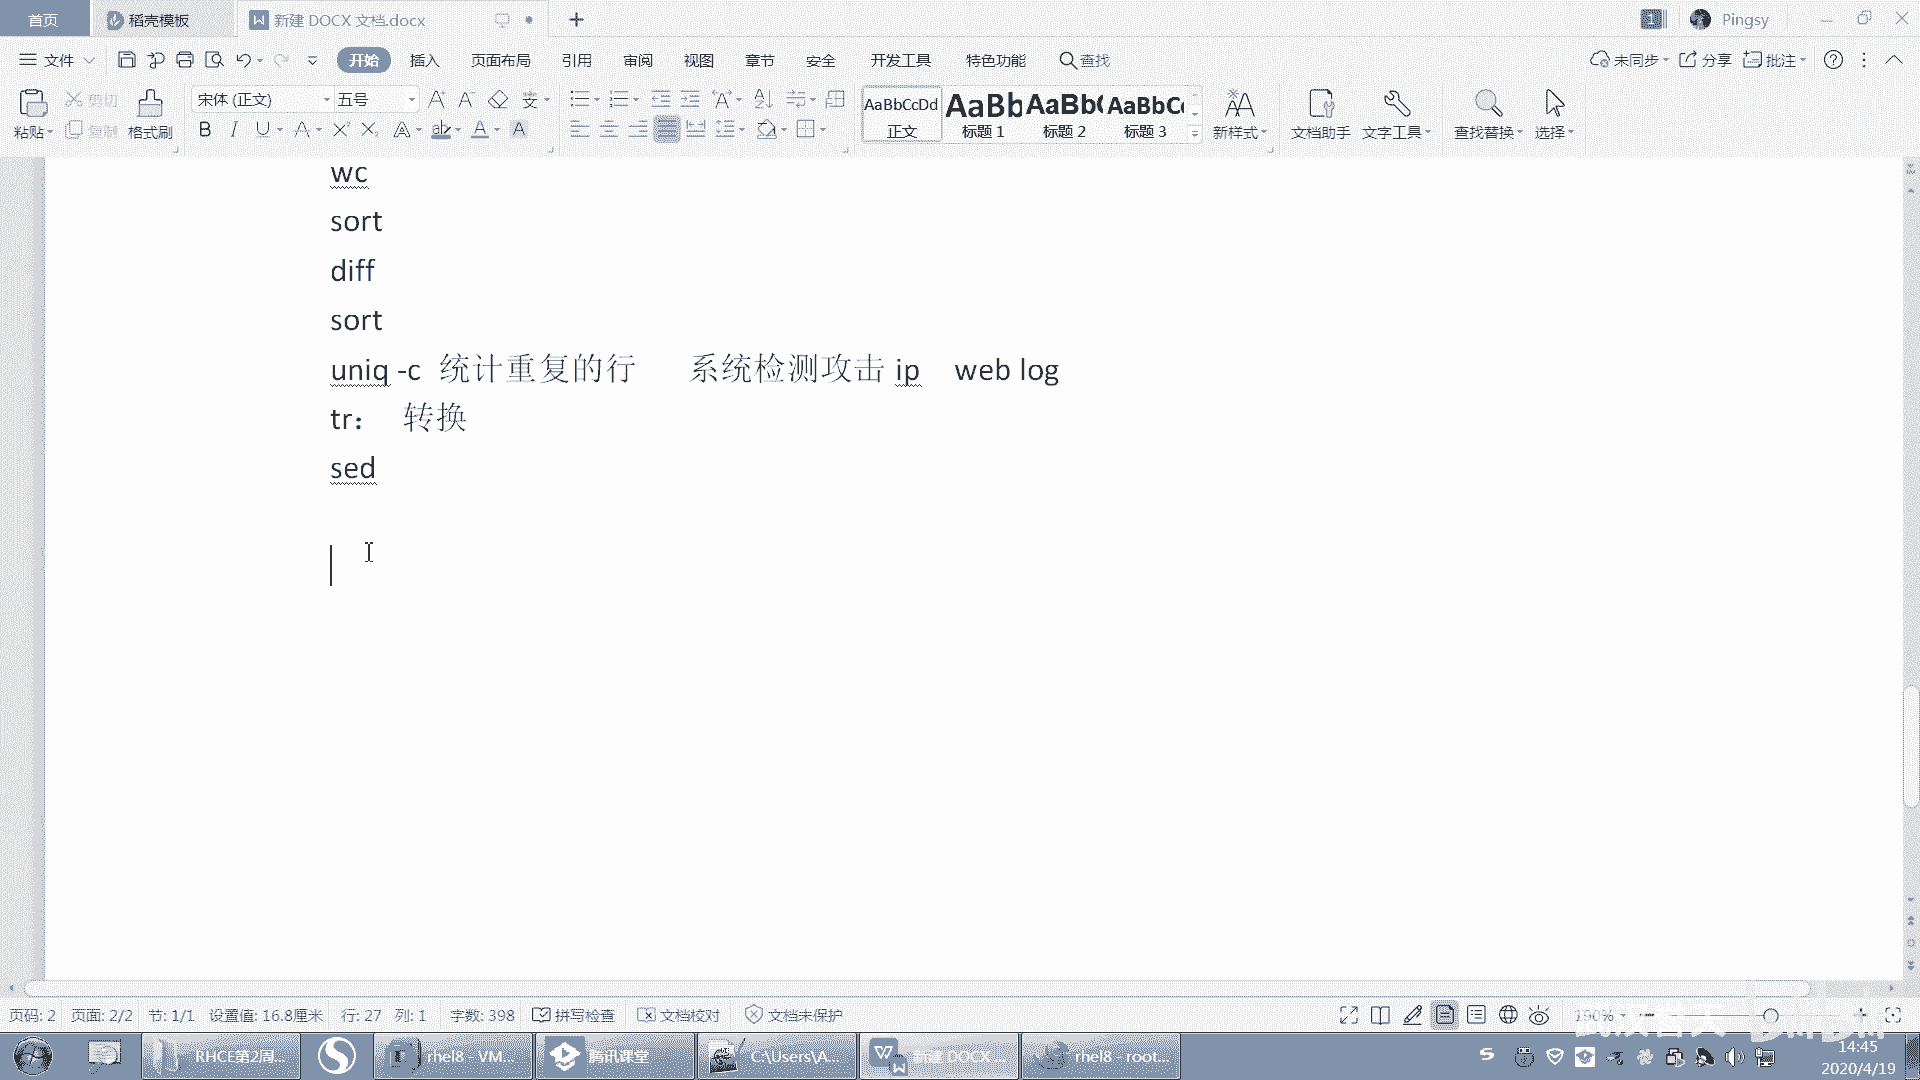 首页 稻壳模板 新建 DOCX 文档.docx Pingsy
文件 开始 插入 页面布局 引用 审阅 视图 章节 安全 开发工具 特色功能 查找 未同步 分享 批注
粘贴 剪切 复制 格式刷 宋体 (正文) 五号 AaBbCcDd 正文 AaBb 标题 1 AaBb( 标题 2 AaBbC 标题 3 新样式 文档助手 文字工具 查找替换 选择
wc
sort
diff
sort
uniq -c 统计重复的行 系统检测攻击 ip web log
tr： 转换
sed
页码: 2 页面: 2/2 节: 1/1 设置值: 16.8厘米 行: 27 列: 1 字数: 398 拼写检查 文档校对 文档未保护 190%
RHCE第2周... rhel8 - VM... 腾讯课堂 C:\Users\A... 新建 DOCX ... rhel8 - root...
14:45
2020/4/19